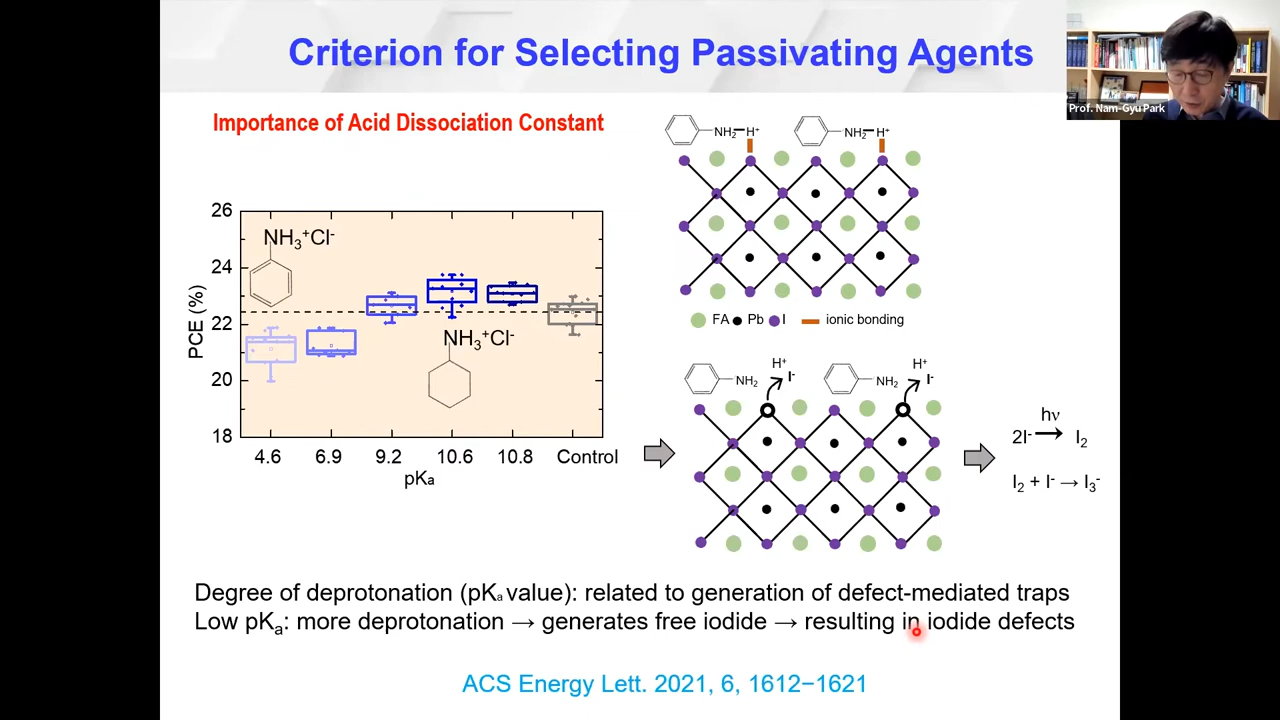 Criterion for Selecting Passivating Agents
Prof. Nam-Gyu Park
Importance of Acid Dissociation Constant
26
24
22
20
18
PCE (%)
NH₃⁺Cl⁻
NH₃⁺Cl⁻
4.6 6.9 9.2 10.6 10.8 Control
pKₐ
NH₂ H⁺ NH₂ H⁺
FA Pb I ionic bonding
H⁺ H⁺
NH₂ I⁻ NH₂ I⁻
hν
2I⁻ → I₂
I₂ + I⁻ → I₃⁻
Degree of deprotonation (pKₐ value): related to generation of defect-mediated traps
Low pKₐ: more deprotonation → generates free iodide → resulting in iodide defects
ACS Energy Lett. 2021, 6, 1612−1621